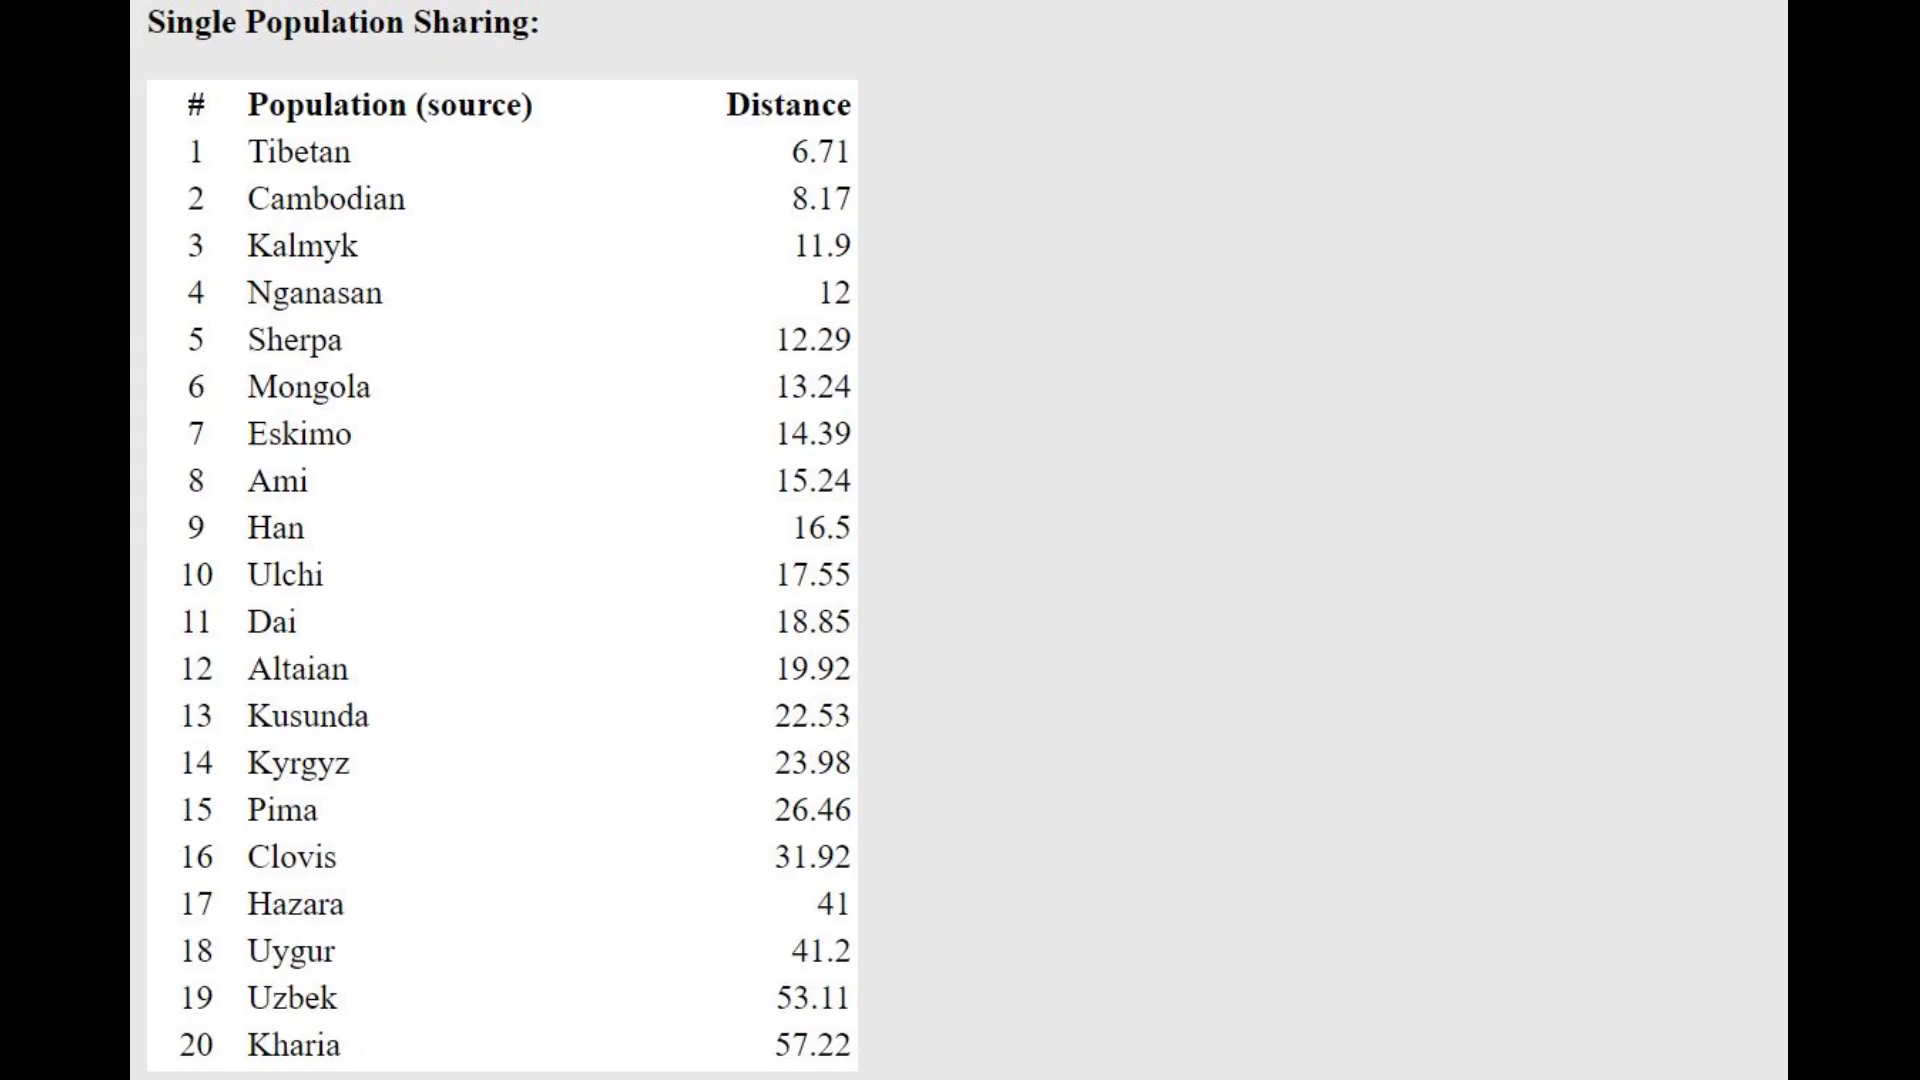 Single Population Sharing:
# Population (source) Distance
1 Tibetan 6.71
2 Cambodian 8.17
3 Kalmyk 11.9
4 Nganasan 12
5 Sherpa 12.29
6 Mongola 13.24
7 Eskimo 14.39
8 Ami 15.24
9 Han 16.5
10 Ulchi 17.55
11 Dai 18.85
12 Altaian 19.92
13 Kusunda 22.53
14 Kyrgyz 23.98
15 Pima 26.46
16 Clovis 31.92
17 Hazara 41
18 Uygur 41.2
19 Uzbek 53.11
20 Kharia 57.22